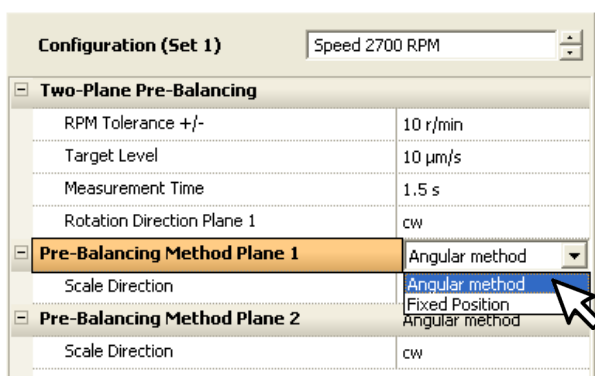 Configuration (Set 1) Speed 2700 RPM
Two-Plane Pre-Balancing
RPM Tolerance +/- 10 r/min
Target Level 10 µm/s
Measurement Time 1.5 s
Rotation Direction Plane 1 cw
Pre-Balancing Method Plane 1 Angular method
Scale Direction Angular method
Fixed Position
Pre-Balancing Method Plane 2 Angular method
Scale Direction cw